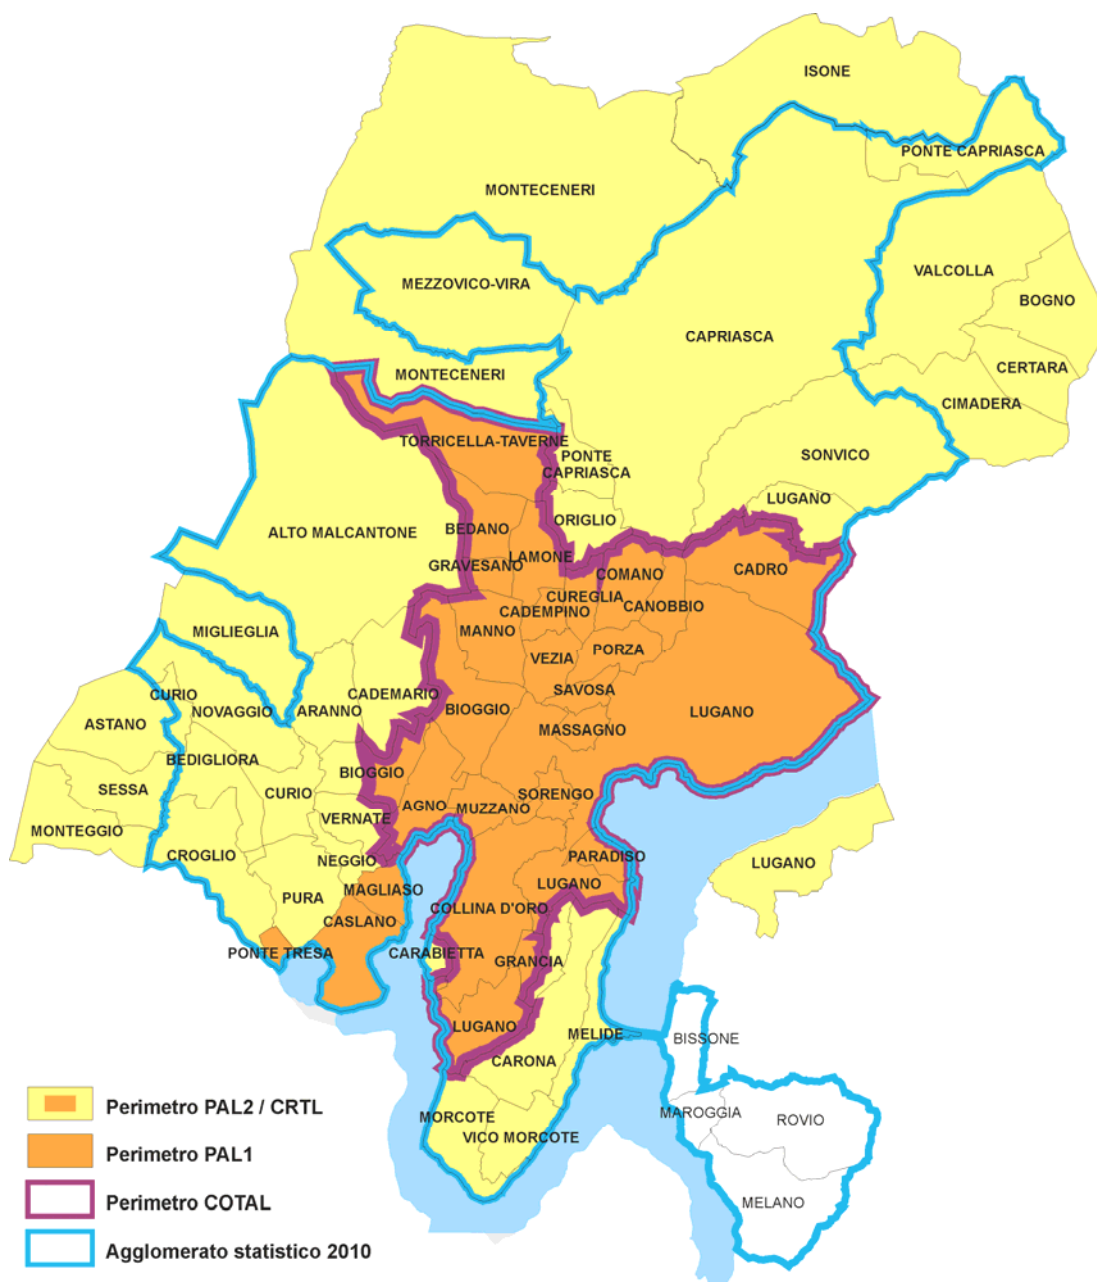 ISONE
PONTE CAPRIASCA
MONTECENERI
VALCOLLA
MEZZOVICO-VIRA
BOGNO
CAPRIASCA
CERTARA
MONTECENERI
CIMADERA
TORRICELLA-TAVERNE
PONTE
CAPRIASCA
SONVICO
LUGANO
ORIGLIO
BEDANO
ALTO MALCANTONE
LAMONE
GRAVESANO
COMANO
CADRO
CUREGLIA
CADEMPINO
CANOBBIO
MIGLIEGLIA
MANNO
VEZIA
PORZA
CURIO
CADEMARIO
SAVOSA
NOVAGGIO
ARANNO
BIOGGIO
LUGANO
ASTANO
MASSAGNO
BEDIGLIORA
BIOGGIO
SESSA
CURIO
SORENGO
AGNO
MUZZANO
VERNATE
MONTEGGIO
CROGLIO
NEGGIO
PARADISO
LUGANO
MAGLIASO
LUGANO
PURA
COLLINA D'ORO
CASLANO
PONTE TRESA
CARABIETTA
GRANCIA
LUGANO
MELIDE
BISSONE
CARONA
MORCOTE
MAROGGIA
ROVIO
VICO MORCOTE
MELANO
Perimetro PAL2 / CRTL
Perimetro PAL1
Perimetro COTAL
Agglomerato statistico 2010